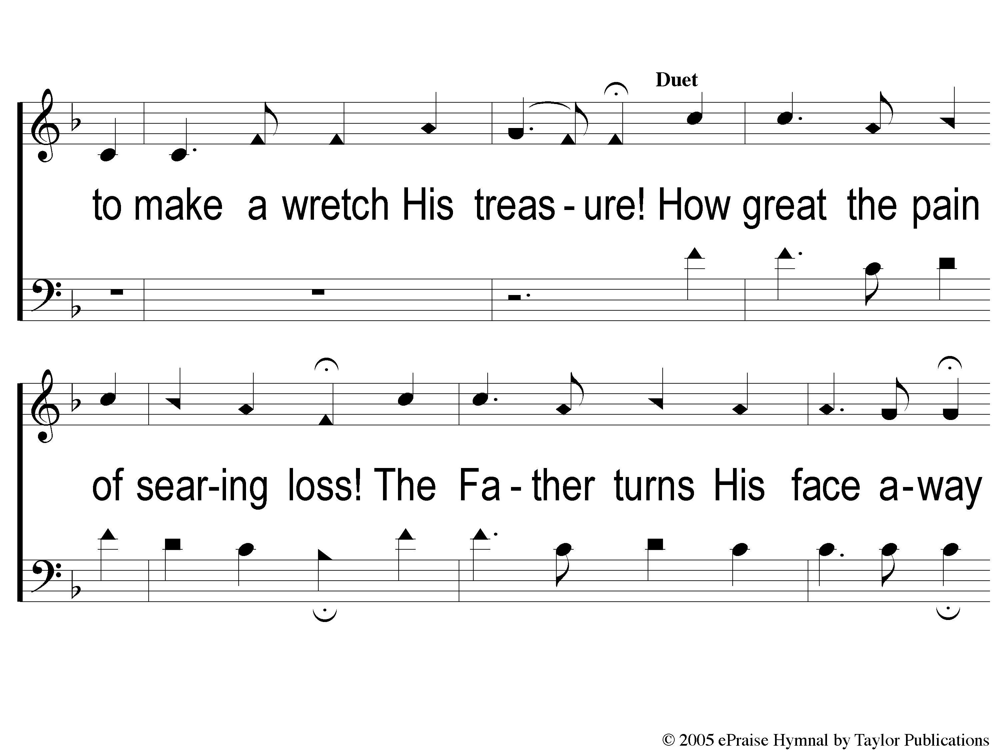 Duet
to make a wretch His treas - ure! How great the pain
of sear-ing loss! The Fa - ther turns His face a-way
© 2005 ePraise Hymnal by Taylor Publications